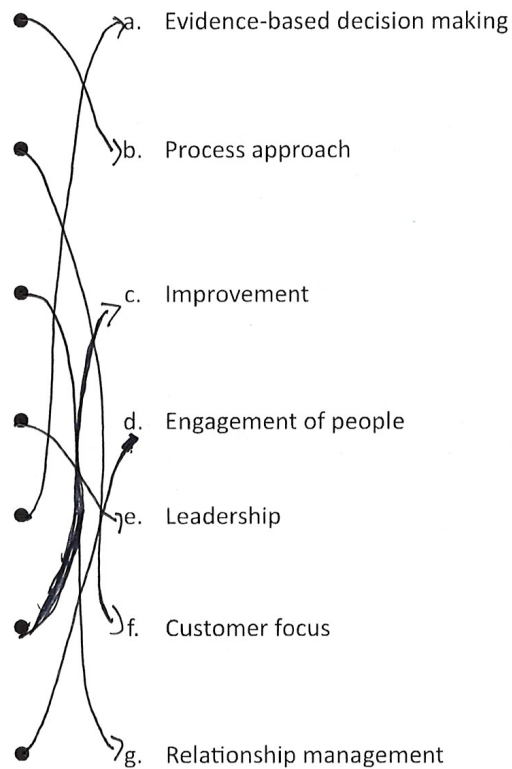 a. Evidence-based decision making
b. Process approach
c. Improvement
d. Engagement of people
e. Leadership
f. Customer focus
g. Relationship management